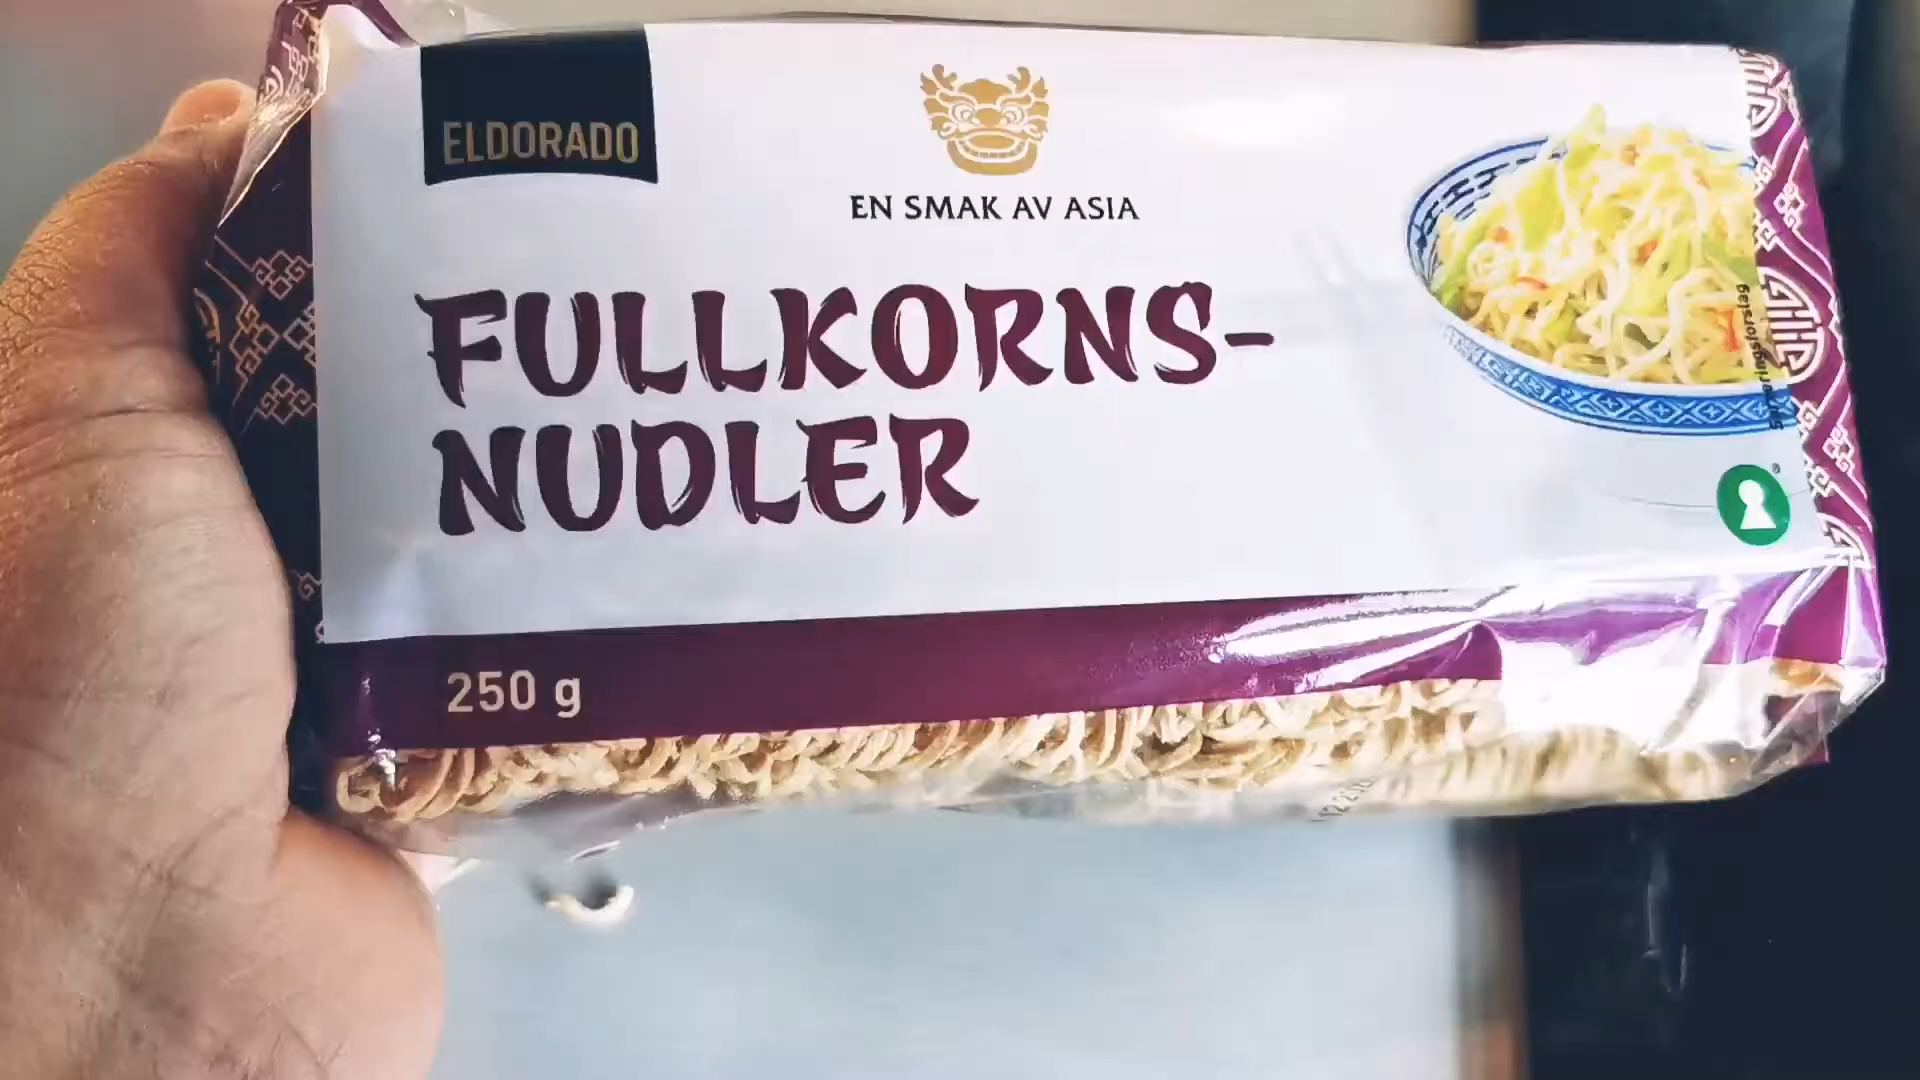 ELDORADO
EN SMAK AV ASIA
FULLKORNS-
NUDLER
250 g